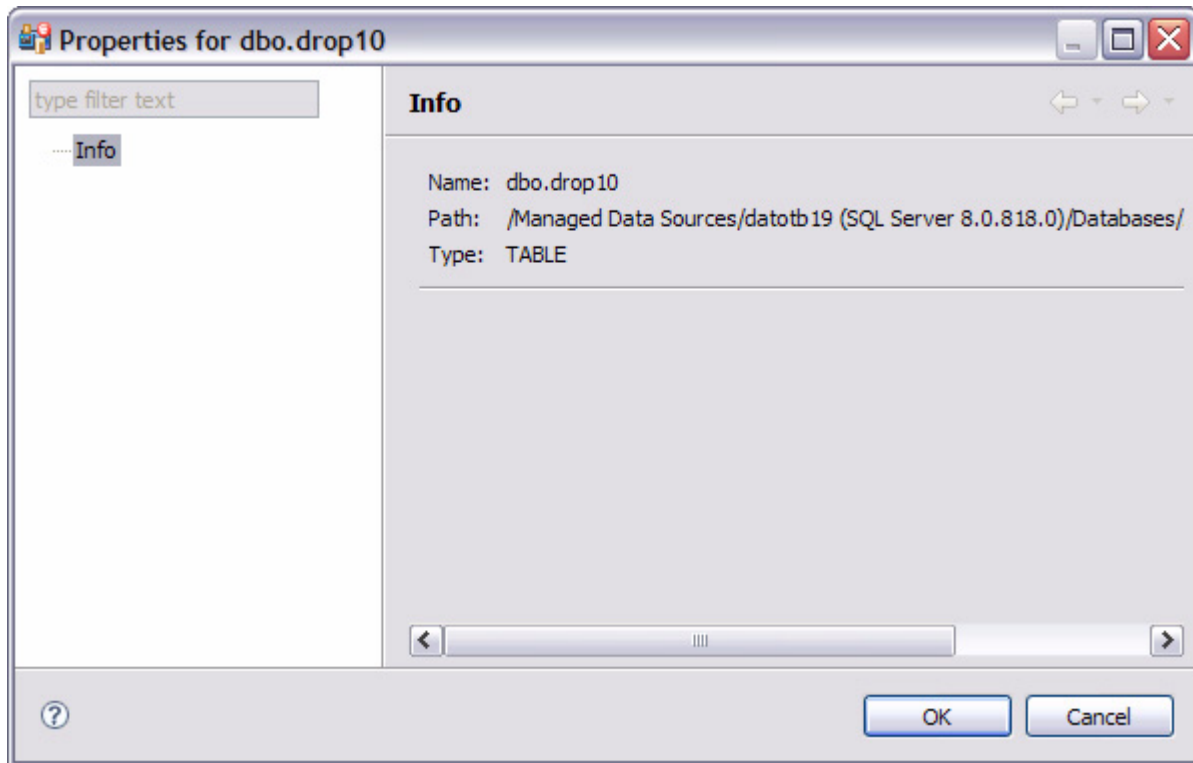 Properties for dbo.drop10
type filter text
Info
Info
Name: dbo.drop10
Path: /Managed Data Sources/datotb19 (SQL Server 8.0.818.0)/Databases/
Type: TABLE
?
OK
Cancel